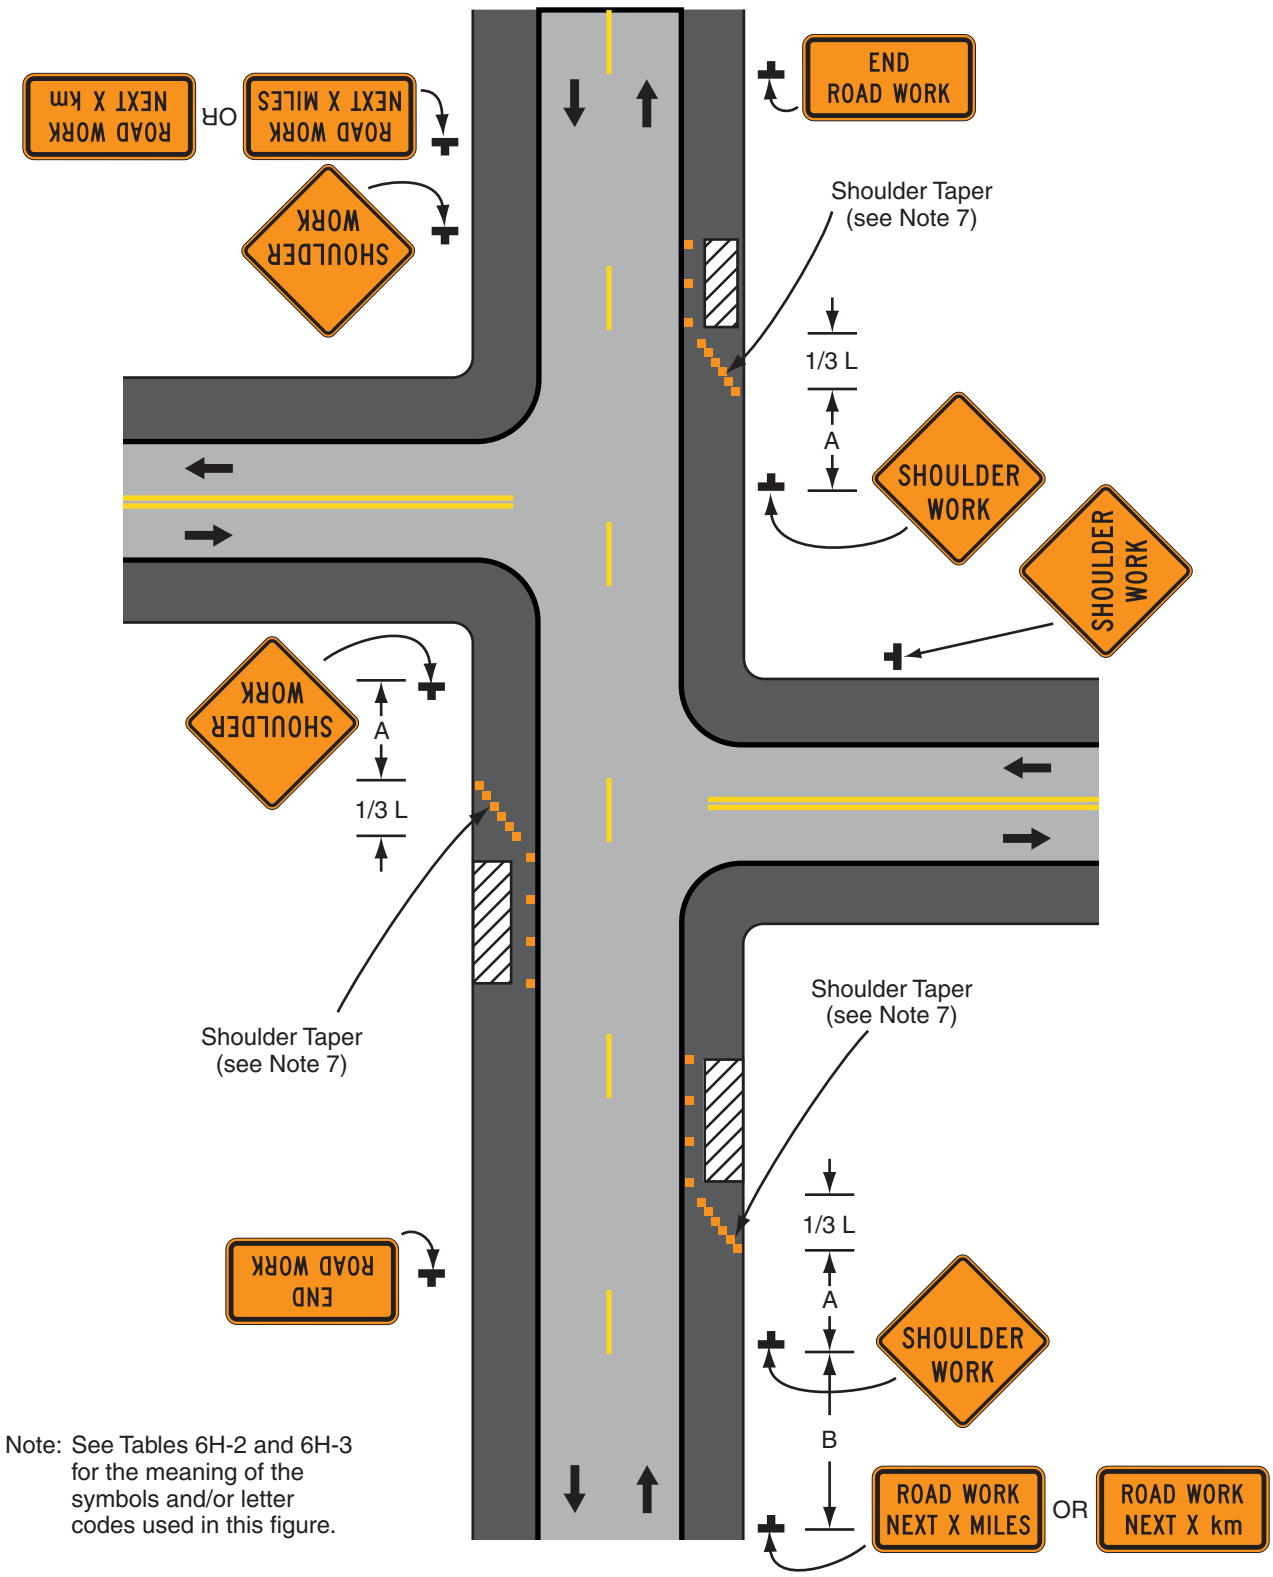 END
ROAD WORK
ROAD WORK
NEXT X km
OR
ROAD WORK
NEXT X MILES
SHOULDER
WORK
Shoulder Taper
(see Note 7)
1/3 L
A
SHOULDER
WORK
SHOULDER
WORK
SHOULDER
WORK
A
1/3 L
Shoulder Taper
(see Note 7)
Shoulder Taper
(see Note 7)
1/3 L
A
END
ROAD WORK
SHOULDER
WORK
B
Note: See Tables 6H-2 and 6H-3
for the meaning of the
symbols and/or letter
codes used in this figure.
ROAD WORK
NEXT X MILES
OR
ROAD WORK
NEXT X km